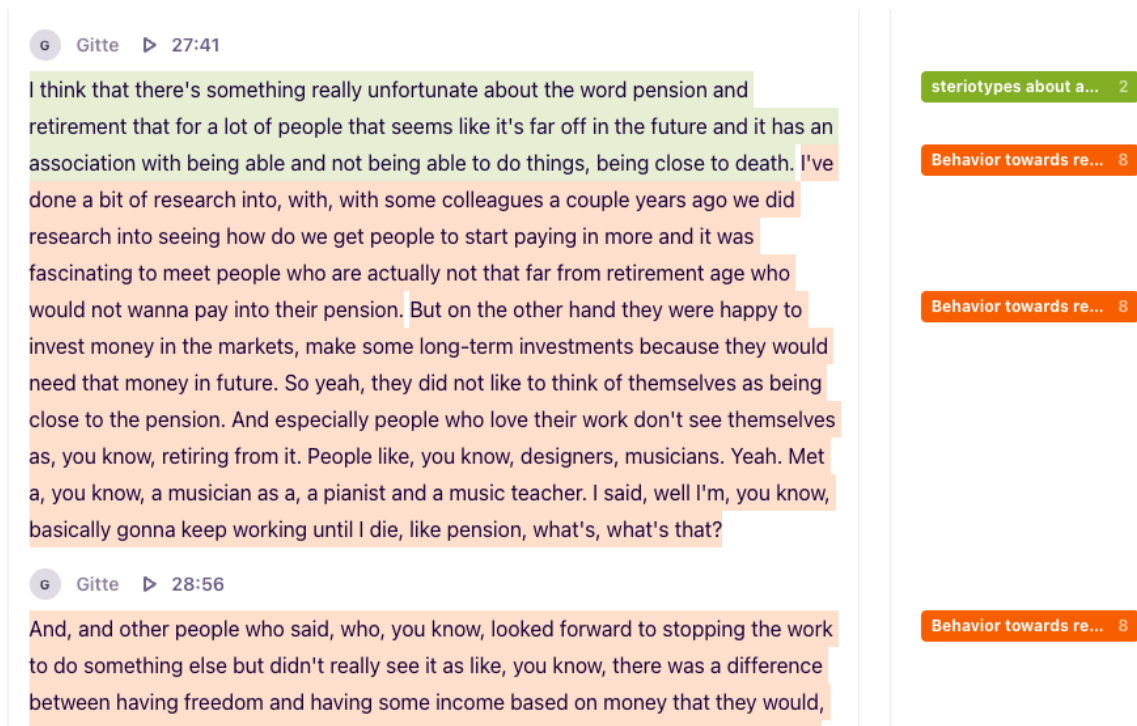 G Gitte 27:41
I think that there's something really unfortunate about the word pension and
steriotypes about a... 2
retirement that for a lot of people that seems like it's far off in the future and it has an
association with being able and not being able to do things, being close to death. I've
Behavior towards re... 8
done a bit of research into, with, with some colleagues a couple years ago we did
research into seeing how do we get people to start paying in more and it was
fascinating to meet people who are actually not that far from retirement age who
would not wanna pay into their pension. But on the other hand they were happy to
Behavior towards re... 8
invest money in the markets, make some long-term investments because they would
need that money in future. So yeah, they did not like to think of themselves as being
close to the pension. And especially people who love their work don't see themselves
as, you know, retiring from it. People like, you know, designers, musicians. Yeah. Met
a, you know, a musician as a, a pianist and a music teacher. I said, well I'm, you know,
basically gonna keep working until I die, like pension, what's, what's that?
G Gitte 28:56
And, and other people who said, who, you know, looked forward to stopping the work
Behavior towards re... 8
to do something else but didn't really see it as like, you know, there was a difference
between having freedom and having some income based on money that they would,